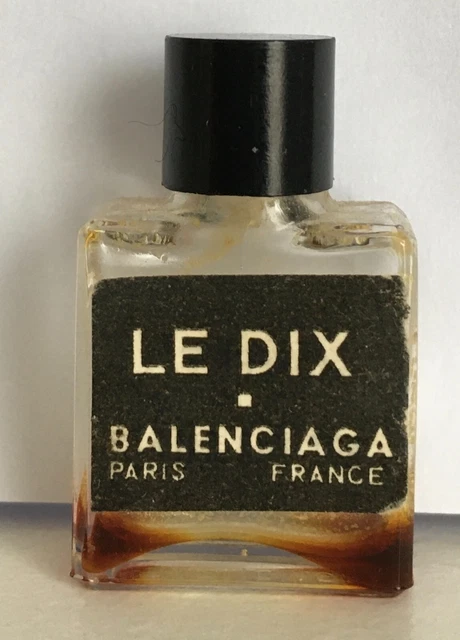 LE DIX
BALENCIAGA
PARIS FRANCE